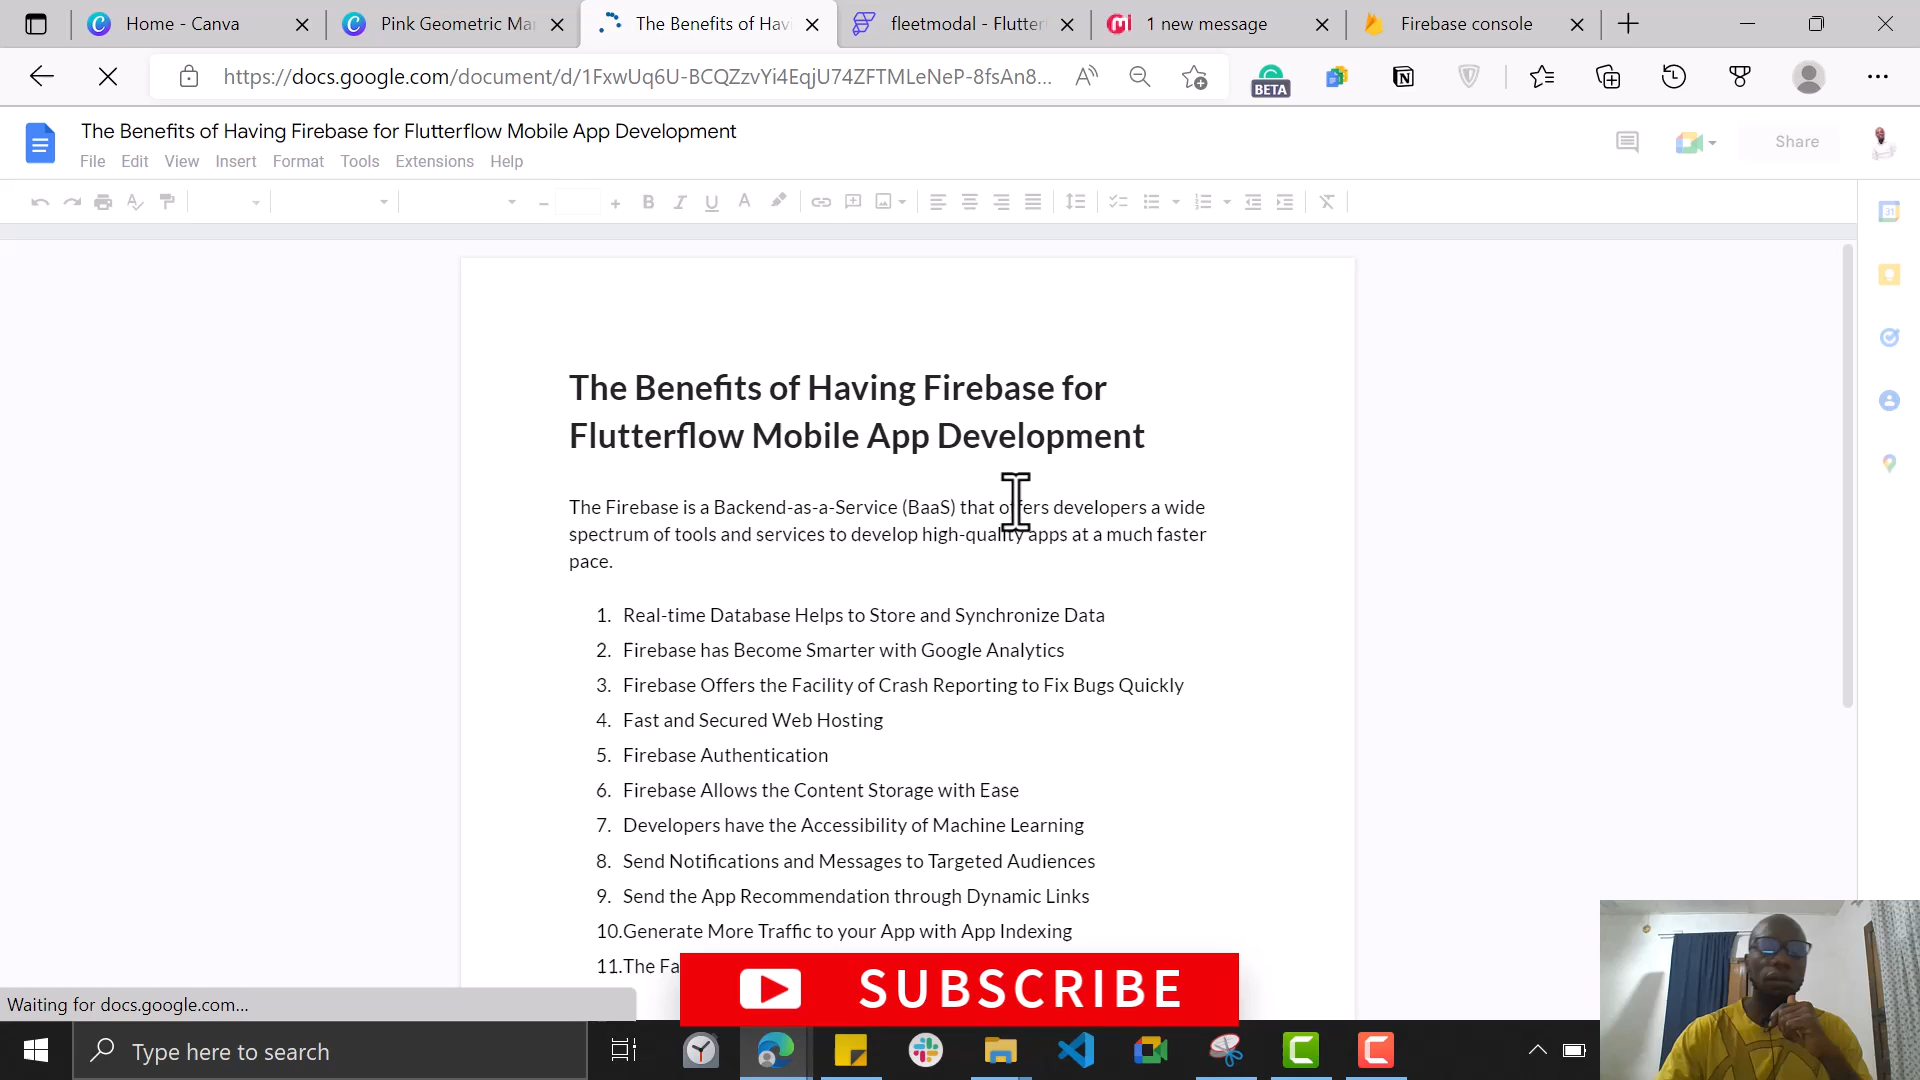 Home - Canva
Pink Geometric Ma
The Benefits of Havi
fleetmodal - Flutter
1 new message
Firebase console
https://docs.google.com/document/d/1FxwUq6U-BCQZzvYi4EqjU74ZFTMLeNeP-8fsAn8...
BETA
The Benefits of Having Firebase for Flutterflow Mobile App Development
File Edit View Insert Format Tools Extensions Help
Share
31
The Benefits of Having Firebase for
Flutterflow Mobile App Development
The Firebase is a Backend-as-a-Service (BaaS) that offers developers a wide
spectrum of tools and services to develop high-quality apps at a much faster
pace.
1. Real-time Database Helps to Store and Synchronize Data
2. Firebase has Become Smarter with Google Analytics
3. Firebase Offers the Facility of Crash Reporting to Fix Bugs Quickly
4. Fast and Secured Web Hosting
5. Firebase Authentication
6. Firebase Allows the Content Storage with Ease
7. Developers have the Accessibility of Machine Learning
8. Send Notifications and Messages to Targeted Audiences
9. Send the App Recommendation through Dynamic Links
10.Generate More Traffic to your App with App Indexing
11.The Fa
SUBSCRIBE
Waiting for docs.google.com...
Type here to search